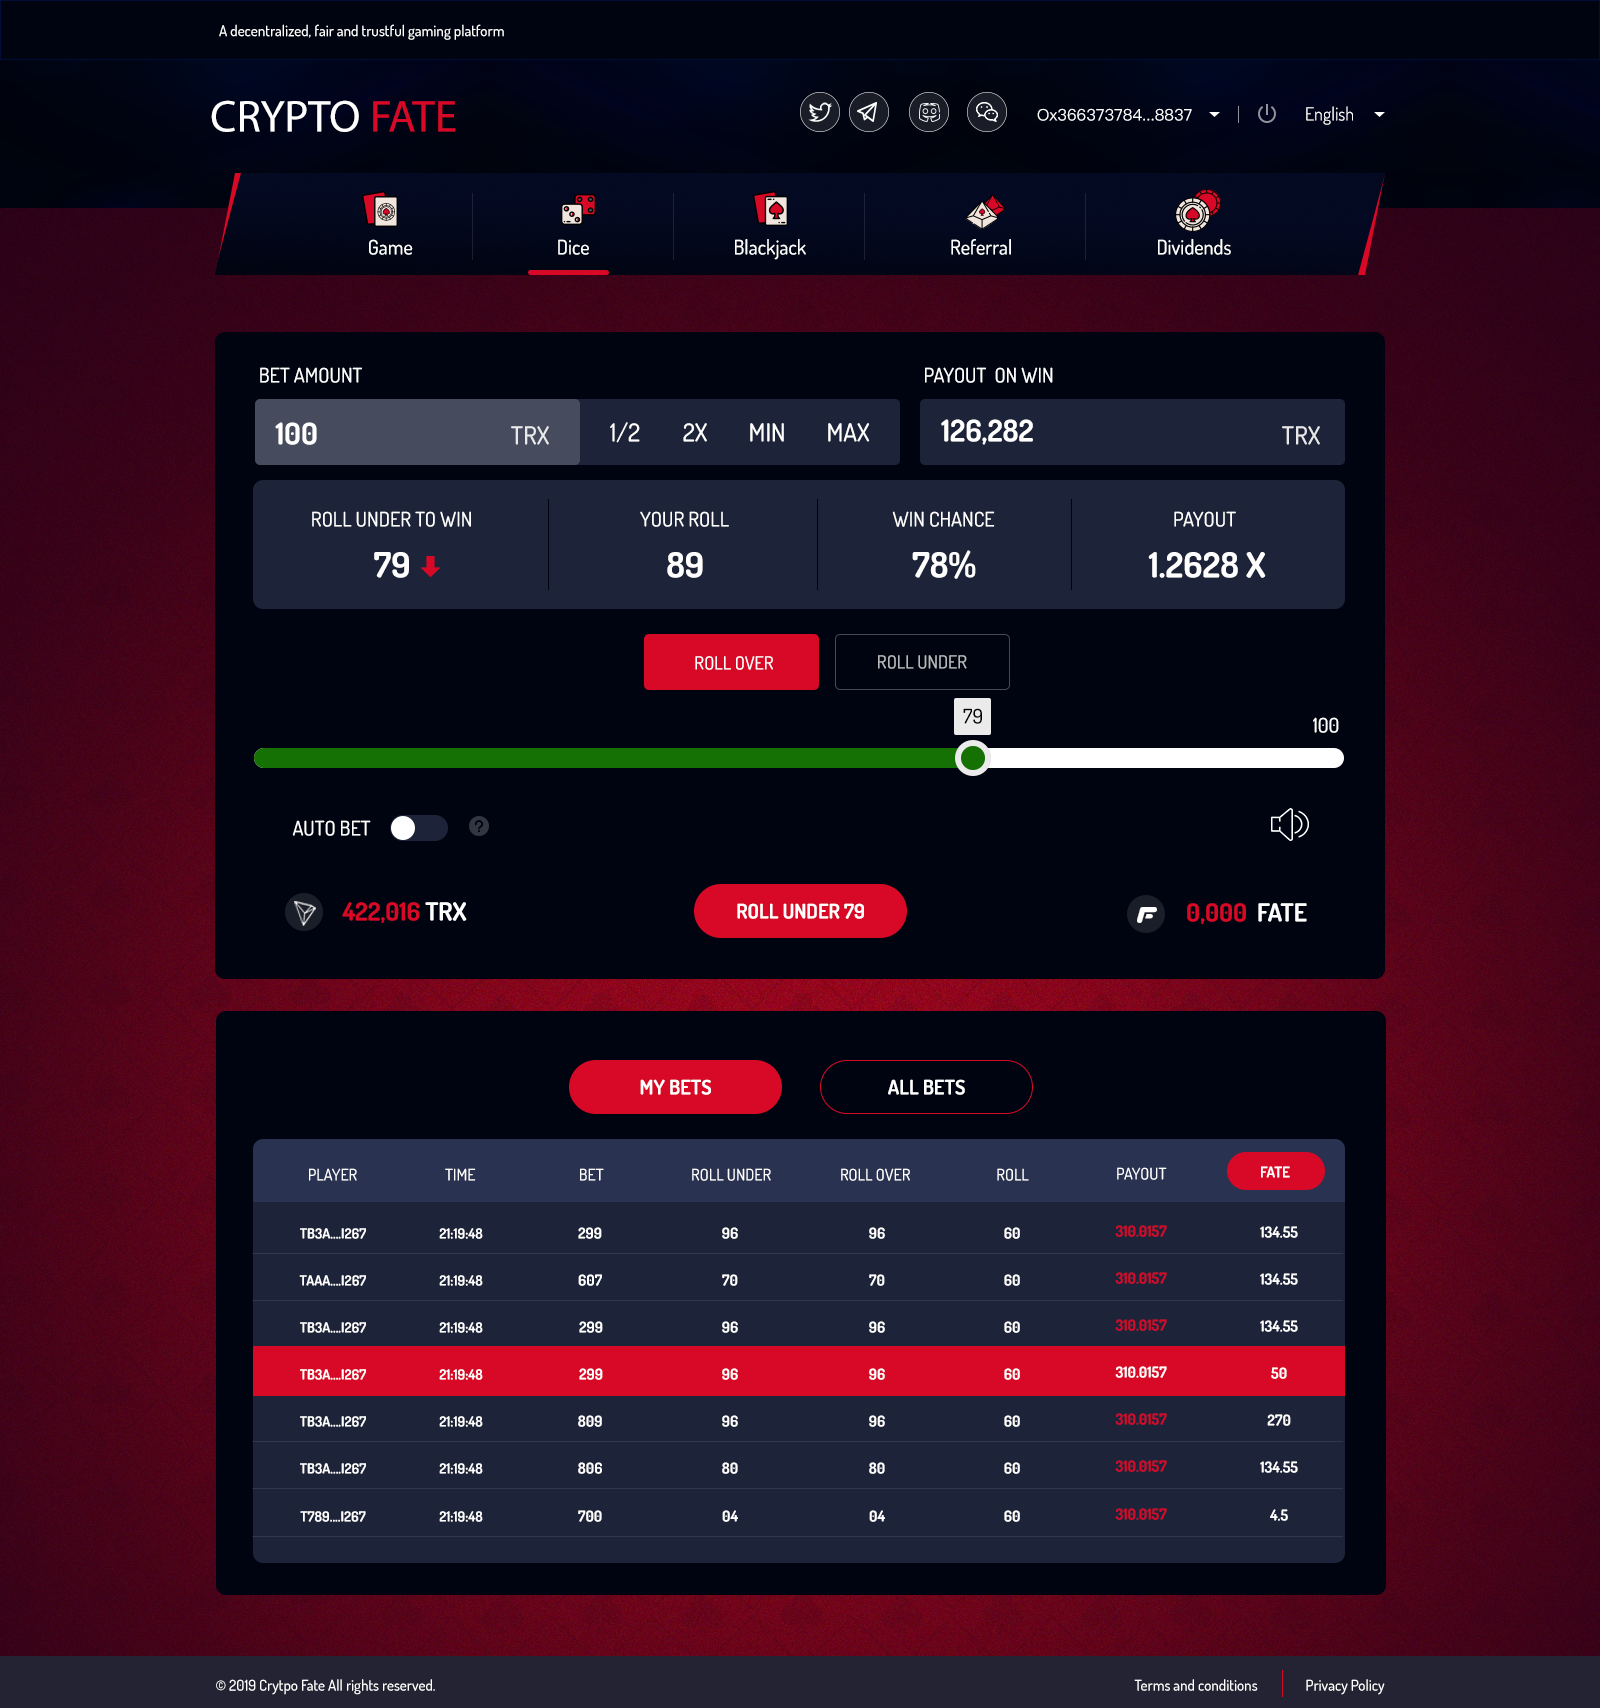 A decentralized, fair and trustful gaming platform
CRYPTO FATE
Ox366373784...8837
English
Game
Dice
Blackjack
Referral
Dividends
BET AMOUNT
PAYOUT ON WIN
100 TRX
1/2 2X MIN MAX
126,282 TRX
ROLL UNDER TO WIN
YOUR ROLL
WIN CHANCE
PAYOUT
79
89
78%
1.2628 X
ROLL OVER
ROLL UNDER
79
100
AUTO BET
?
422,016 TRX
ROLL UNDER 79
F
0,000 FATE
MY BETS
ALL BETS
PLAYER TIME BET ROLL UNDER ROLL OVER ROLL PAYOUT FATE
TB3A....I267 21:19:48 299 96 96 60 310.0157 134.55
TAAA....I267 21:19:48 607 70 70 60 310.0157 134.55
TB3A....I267 21:19:48 299 96 96 60 310.0157 134.55
TB3A....I267 21:19:48 299 96 96 60 310.0157 50
TB3A....I267 21:19:48 809 96 96 60 310.0157 270
TB3A....I267 21:19:48 806 80 80 60 310.0157 134.55
T789....I267 21:19:48 700 04 04 60 310.0157 4.5
© 2019 Crytpo Fate All rights reserved.
Terms and conditions
Privacy Policy